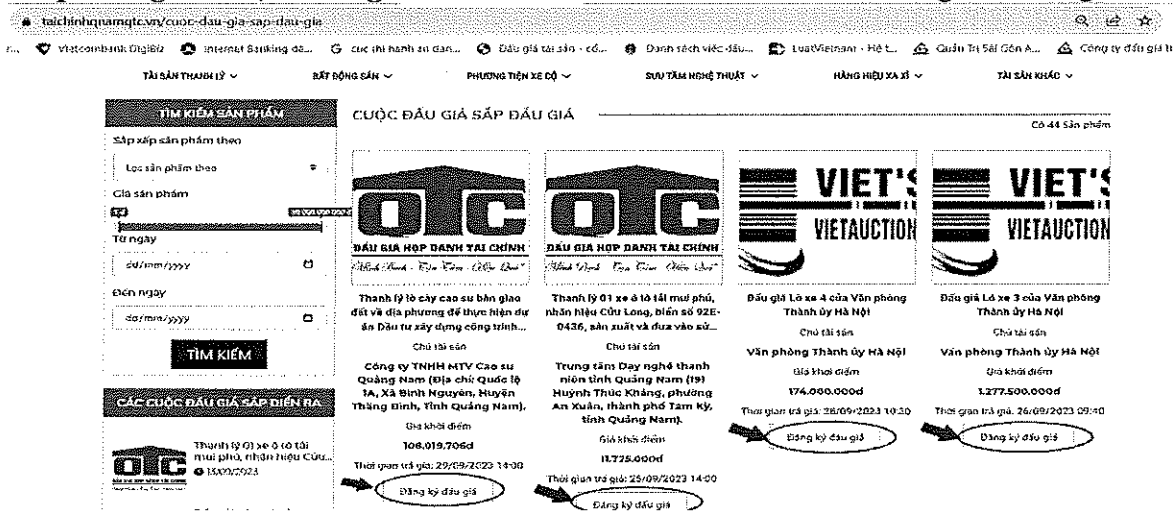 taichinhquamqtc.vn/cuoc-dau-gia-sap-dau-gia
Vietcombank DigiBiz
Internet Banking dà...
cuc thi hanh an dan...
Đấu giá tài sản - cổ...
Danh sách việc đấu...
LuatVietnam - Hệ t...
Quản Trị Sài Gòn A...
Công ty đấu giá
TÀI SẢN THANH LÝ
BẤT ĐỘNG SẢN
PHƯƠNG TIỆN XE CỘ
SƯU TẦM NGHỆ THUẬT
HÀNG HIỆU XA XỈ
TÀI SẢN KHÁC
TÌM KIẾM SẢN PHẨM
Sắp xếp sản phẩm theo
Lọc sản phẩm theo
Giá sản phẩm
Từ ngày
dd/mm/yyyy
Đến ngày
dd/mm/yyyy
TÌM KIẾM
CÁC CUỘC ĐẤU GIÁ SẮP DIỄN RA
Thanh lý 01 xe ô tô tải
mui phủ, nhãn hiệu Cửu...
15/09/2023
CUỘC ĐẤU GIÁ SẮP ĐẤU GIÁ
Có 44 Sản phẩm
QTC
ĐẤU GIÁ HỢP DANH TÀI CHÍNH
Thanh lý lô cây cao su bàn giao
đất về địa phương để thực hiện dự
án Đầu tư xây dựng công trình...
Chủ tài sản
Công ty TNHH MTV Cao su
Quảng Nam (Địa chỉ: Quốc lộ
1A, Xã Bình Nguyên, Huyện
Thăng Bình, Tỉnh Quảng Nam).
Giá khởi điểm
106.019.706đ
Thời gian trả giá: 29/09/2023 14:00
Đăng ký đấu giá
QTC
ĐẤU GIÁ HỢP DANH TÀI CHÍNH
Thanh lý 01 xe ô tô tải mui phủ,
nhãn hiệu Cửu Long, biển số 92E-
0436, sản xuất và đưa vào sử...
Chủ tài sản
Trung tâm Dạy nghề thanh
niên tỉnh Quảng Nam (191
Huỳnh Thúc Kháng, phường
An Xuân, thành phố Tam Kỳ,
tỉnh Quảng Nam).
Giá khởi điểm
11.725.000đ
Thời gian trả giá: 25/09/2023 14:00
Đăng ký đấu giá
VIET'S
VIETAUCTION
Đấu giá Lô xe 4 của Văn phòng
Thành ủy Hà Nội
Chủ tài sản
Văn phòng Thành ủy Hà Nội
Giá khởi điểm
174.000.000đ
Thời gian trả giá: 26/09/2023 10:30
Đăng ký đấu giá
VIET'S
VIETAUCTION
Đấu giá Lô xe 3 của Văn phòng
Thành ủy Hà Nội
Chủ tài sản
Văn phòng Thành ủy Hà Nội
Giá khởi điểm
1.277.500.000đ
Thời gian trả giá: 26/09/2023 09:40
Đăng ký đấu giá